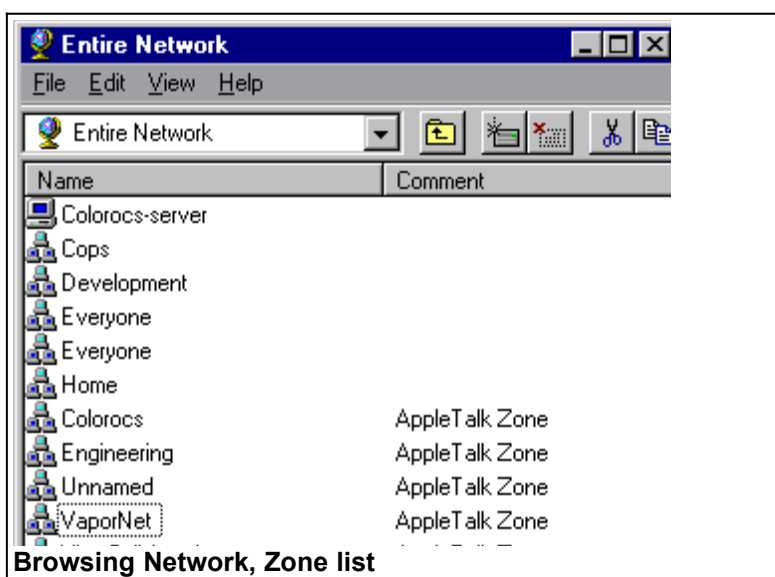 Entire Network
File Edit View Help
Entire Network
Name Comment
Colorocs-server
Cops
Development
Everyone
Everyone
Home
Colorocs AppleTalk Zone
Engineering AppleTalk Zone
Unnamed AppleTalk Zone
VaporNet AppleTalk Zone
Browsing Network, Zone list